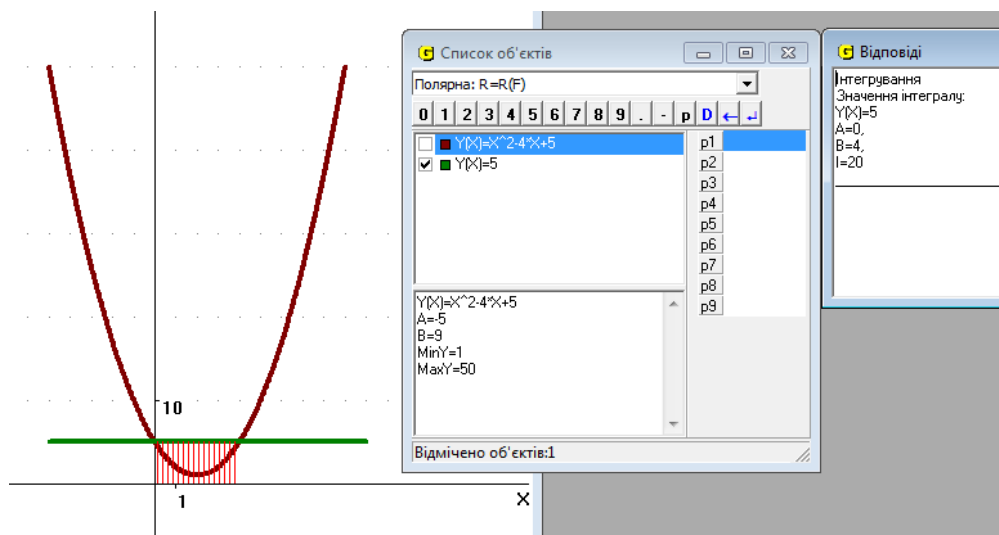 10
1
X
Список об'єктів
Полярна: R=R(F)
0 1 2 3 4 5 6 7 8 9 . - p D ← ↲
Y(X)=X^2-4*X+5
Y(X)=5
p1
p2
p3
p4
p5
p6
p7
p8
p9
Y(X)=X^2-4*X+5
A=-5
B=9
MinY=1
MaxY=50
Відмічено об'єктів:1
Відповіді
Інтегрування
Значення інтегралу:
Y(X)=5
A=0,
B=4,
I=20